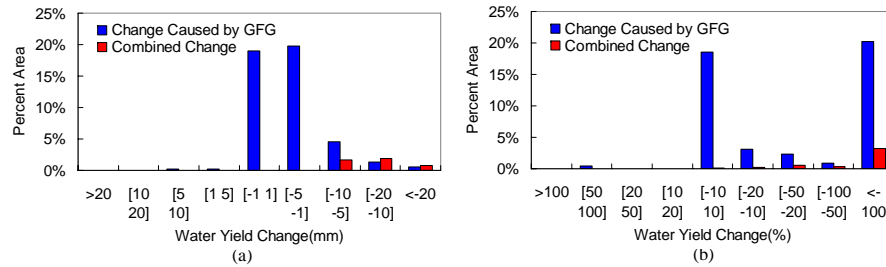 25%
20%
15%
10%
5%
0%
Percent Area
Change Caused by GFG
Combined Change
>20 [10 20] [5 10] [1 5] [-1 1] [-5 -1] [-10 -5] [-20 -10] <-20
Water Yield Change(mm)
(a)
25%
20%
15%
10%
5%
0%
Percent Area
Change Caused by GFG
Combined Change
>100 [50 100] [20 50] [10 20] [-10 10] [-20 -10] [-50 -20] [-100 -50] <-100
Water Yield Change(%)
(b)